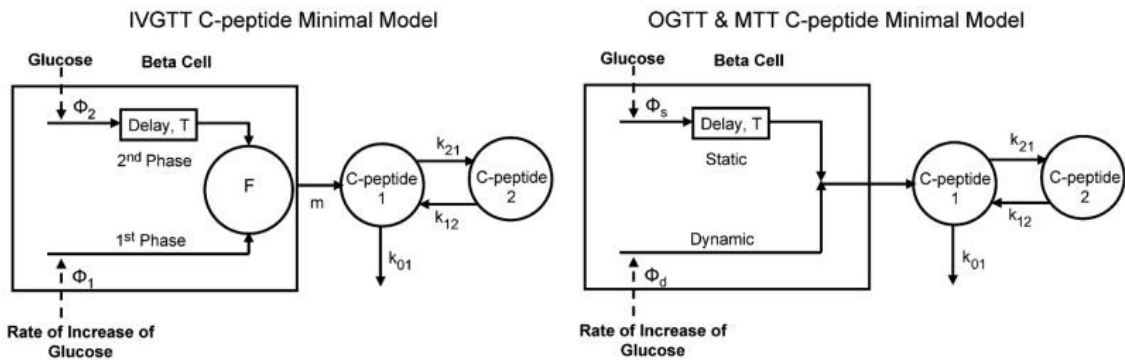 IVGTT C-peptide Minimal Model
Glucose
Beta Cell
Φ2
Delay, T
2nd Phase
F
m
1st Phase
Φ1
Rate of Increase of
Glucose
C-peptide
1
k21
C-peptide
2
k12
k01
OGTT & MTT C-peptide Minimal Model
Glucose
Beta Cell
Φs
Delay, T
Static
Dynamic
Φd
Rate of Increase of
Glucose
C-peptide
1
k21
C-peptide
2
k12
k01